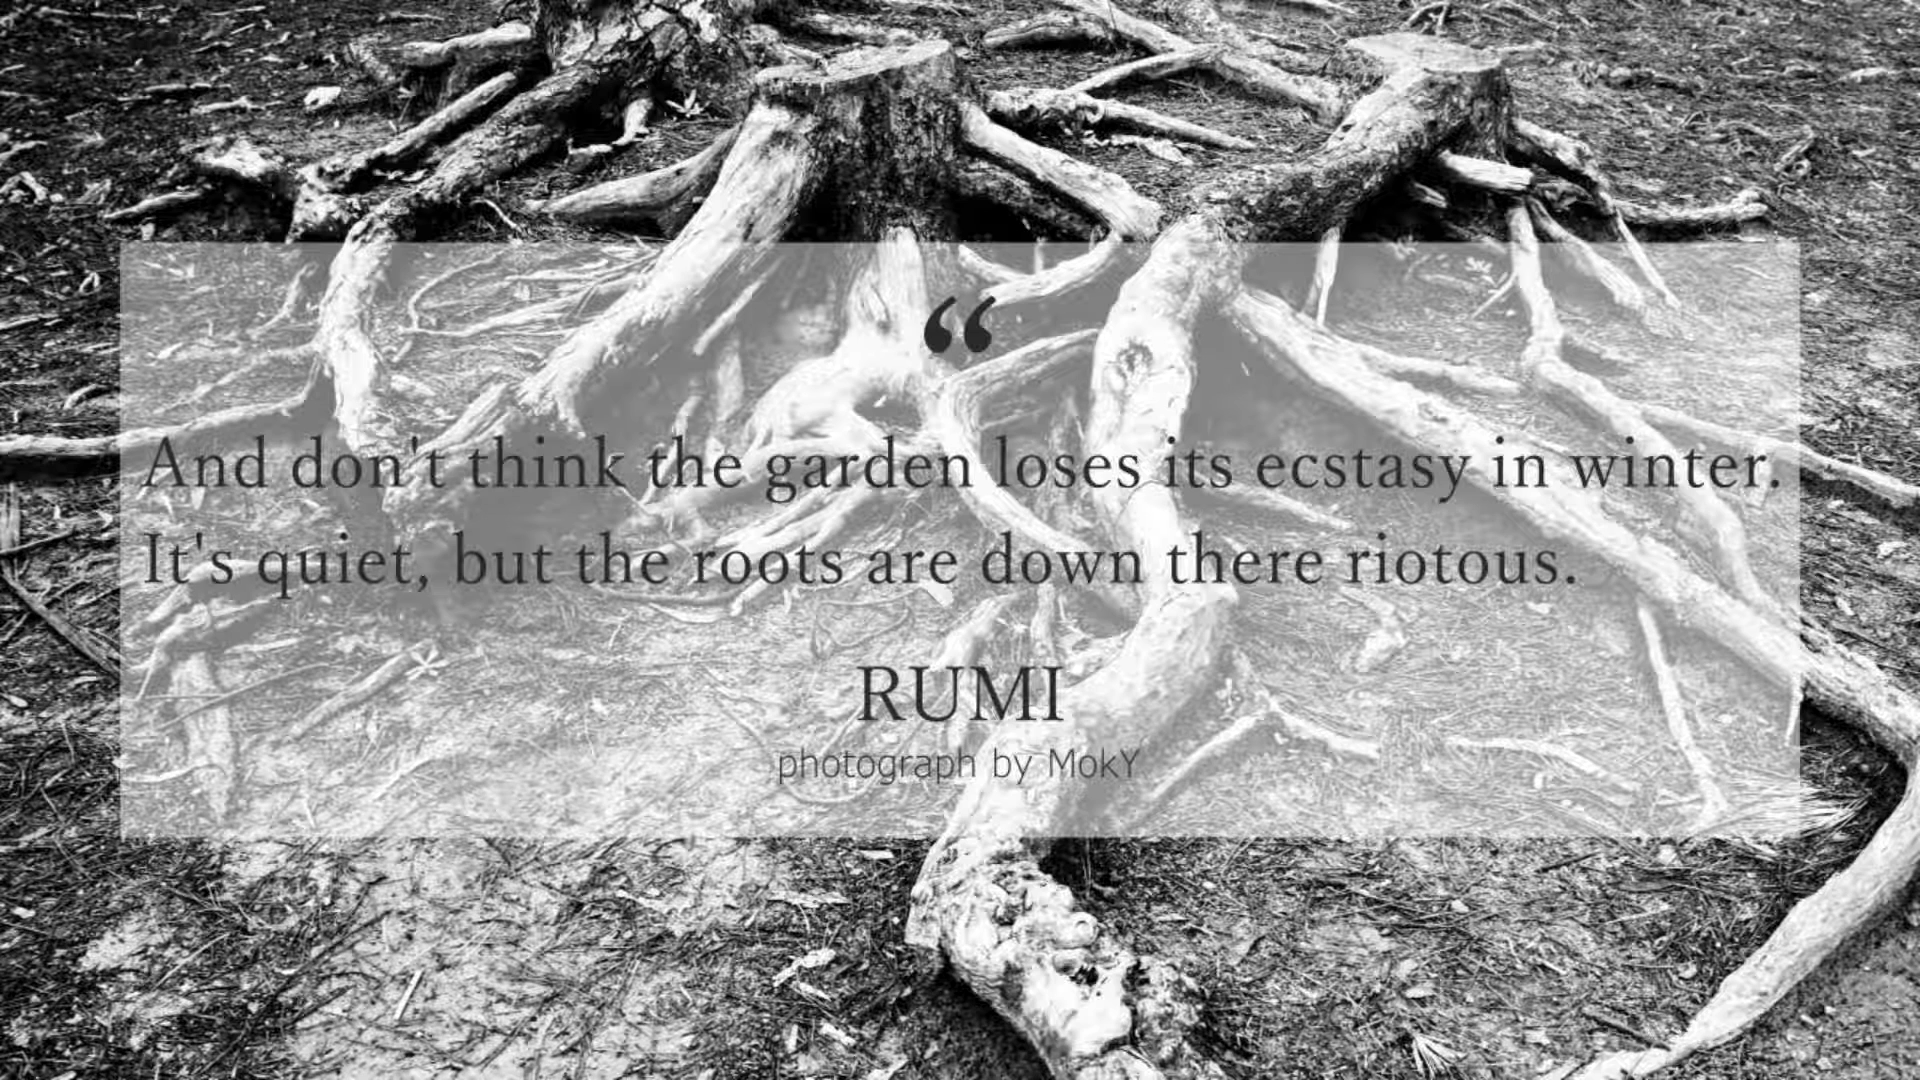 “
And don't think the garden loses its ecstasy in winter.
It's quiet, but the roots are down there riotous.
RUMI
photograph by MokY